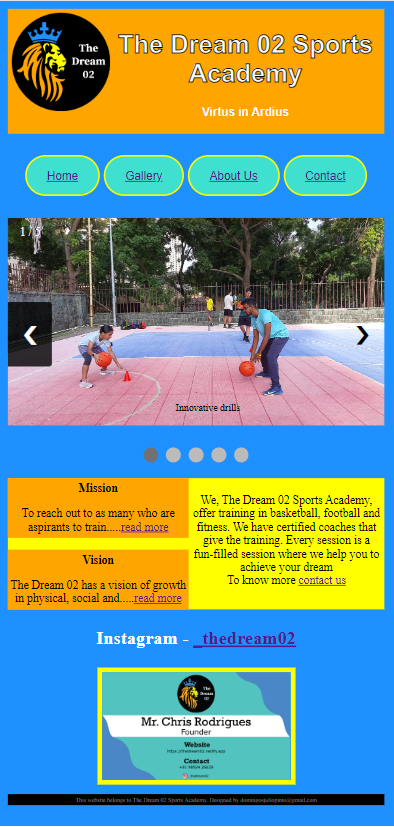 The
Dream
02
The Dream 02 Sports
Academy
Virtus in Ardius
Home
Gallery
About Us
Contact
1 / 5
❮
❯
Innovative drills
Mission
To reach out to as many who are
aspirants to train.....read more
Vision
The Dream 02 has a vision of growth
in physical, social and.....read more
We, The Dream 02 Sports Academy,
offer training in basketball, football and
fitness. We have certified coaches that
give the training. Every session is a
fun-filled session where we help you to
achieve your dream
To know more contact us
Instagram - _thedream02
The
Dream
02
Mr. Chris Rodrigues
Founder
Website
https://thedream02.netlify.app
Contact
_thedream02
This website belongs to The Dream 02 Sports Academy. Designed by